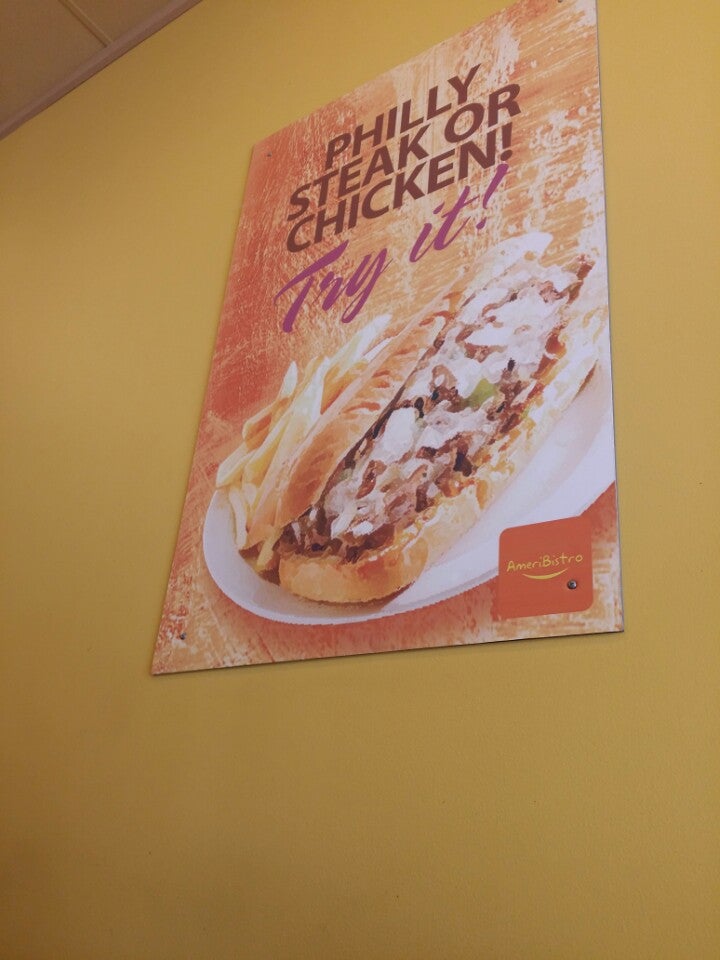 PHILLY
STEAK OR
CHICKEN!
Try it!
AmeriBistro